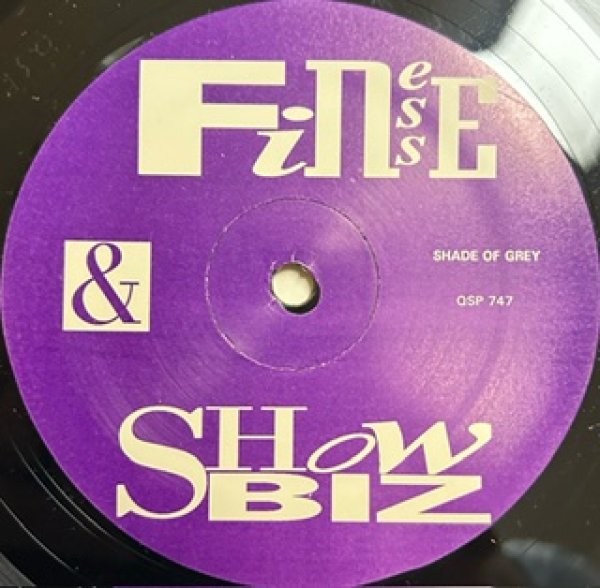 FiNessE
&
SHADE OF GREY
QSP 747
SHoW
BIZ